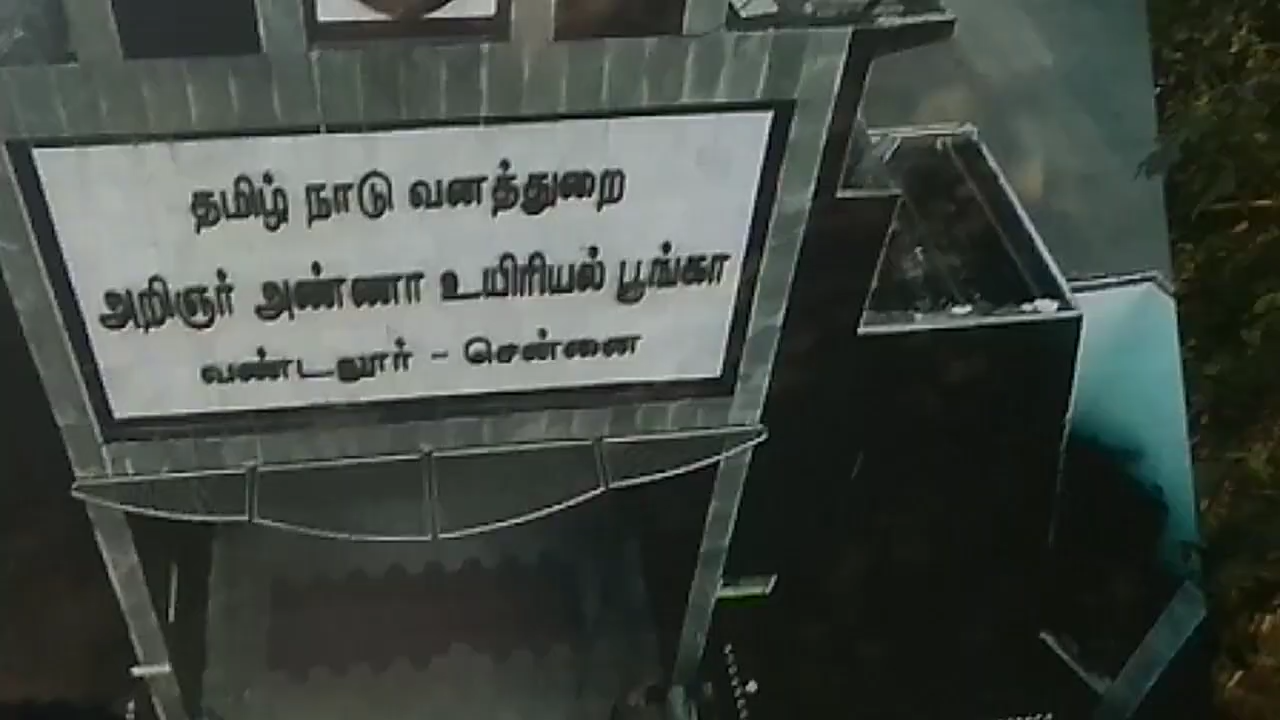 தமிழ் நாடு வனத்துறை
அறிஞர் அண்ணா உயிரியல் பூங்கா
வண்டலூர் - சென்னை